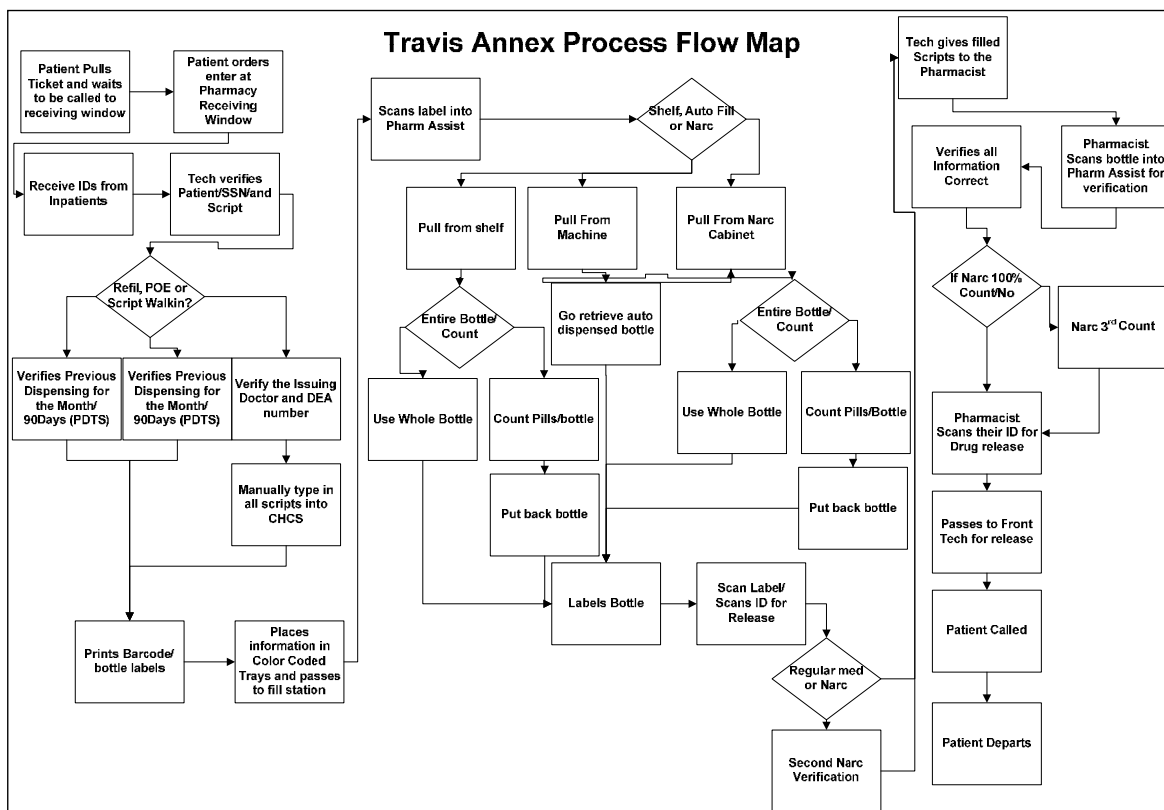 Travis Annex Process Flow Map
Patient Pulls
Ticket and waits
to be called to
receiving window
Patient orders
enter at
Pharmacy
Receiving
Window
Receive IDs from
Inpatients
Tech verifies
Patient/SSN/and
Script
Refil, POE or
Script Walkin?
Verifies Previous
Dispensing for
the Month/
90Days (PDTS)
Verifies Previous
Dispensing for
the Month/
90Days (PDTS)
Verify the Issuing
Doctor and DEA
number
Manually type in
all scripts into
CHCS
Prints Barcode/
bottle labels
Places
information in
Color Coded
Trays and passes
to fill station
Scans label into
Pharm Assist
Shelf, Auto Fill
or Narc
Pull from shelf
Pull From
Machine
Pull From Narc
Cabinet
Entire Bottle/
Count
Go retrieve auto
dispensed bottle
Entire Bottle/
Count
Use Whole Bottle
Count Pills/bottle
Use Whole Bottle
Count Pills/Bottle
Put back bottle
Put back bottle
Labels Bottle
Scan Label/
Scans ID for
Release
Regular med
or Narc
Second Narc
Verification
Tech gives filled
Scripts to the
Pharmacist
Pharmacist
Scans bottle into
Pharm Assist for
verification
Verifies all
Information
Correct
If Narc 100%
Count/No
Narc 3rd Count
Pharmacist
Scans their ID for
Drug release
Passes to Front
Tech for release
Patient Called
Patient Departs